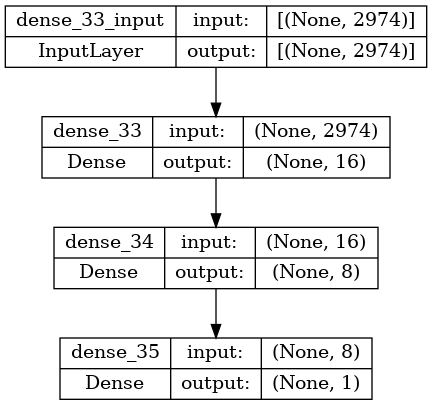 dense_33_input input: [(None, 2974)]
InputLayer output: [(None, 2974)]
dense_33 input: (None, 2974)
Dense output: (None, 16)
dense_34 input: (None, 16)
Dense output: (None, 8)
dense_35 input: (None, 8)
Dense output: (None, 1)